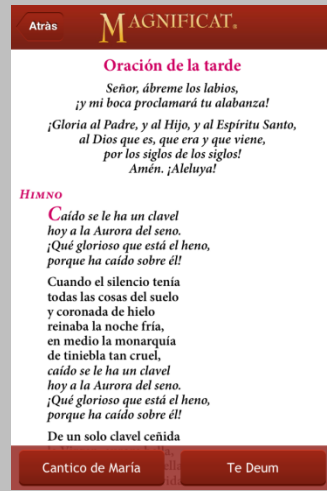 Atràs
MAGNIFICAT®
Oración de la tarde
Señor, ábreme los labios,
¡y mi boca proclamará tu alabanza!
¡Gloria al Padre, y al Hijo, y al Espíritu Santo,
al Dios que es, que era y que viene,
por los siglos de los siglos!
Amén. ¡Aleluya!
HIMNO
Caído se le ha un clavel
hoy a la Aurora del seno.
¡Qué glorioso que está el heno,
porque ha caído sobre él!
Cuando el silencio tenía
todas las cosas del suelo
y coronada de hielo
reinaba la noche fría,
en medio la monarquía
de tiniebla tan cruel,
caído se le ha un clavel
hoy a la Aurora del seno.
¡Qué glorioso que está el heno,
porque ha caído sobre él!
De un solo clavel ceñida
Cantico de María
Te Deum